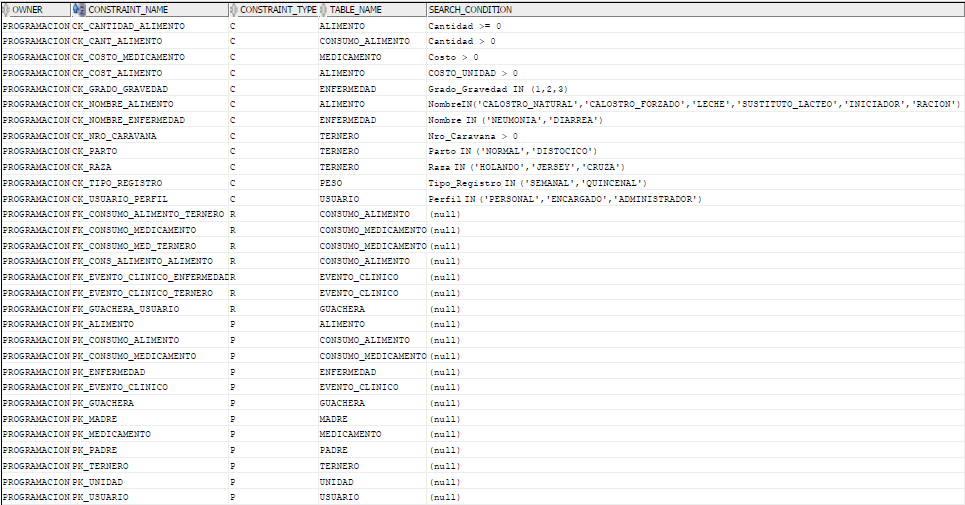 OWNER CONSTRAINT_NAME CONSTRAINT_TYPE TABLE_NAME SEARCH_CONDITION
PROGRAMACION CK_CANTIDAD_ALIMENTO C ALIMENTO Cantidad >= 0
PROGRAMACION CK_CANT_ALIMENTO C CONSUMO_ALIMENTO Cantidad > 0
PROGRAMACION CK_COSTO_MEDICAMENTO C MEDICAMENTO Costo > 0
PROGRAMACION CK_COST_ALIMENTO C ALIMENTO COSTO_UNIDAD > 0
PROGRAMACION CK_GRADO_GRAVEDAD C ENFERMEDAD Grado_Gravedad IN (1,2,3)
PROGRAMACION CK_NOMBRE_ALIMENTO C ALIMENTO NombreIN('CALOSTRO_NATURAL','CALOSTRO_FORZADO','LECHE','SUSTITUTO_LACTEO','INICIADOR','RACION')
PROGRAMACION CK_NOMBRE_ENFERMEDAD C ENFERMEDAD Nombre IN ('NEUMONIA','DIARREA')
PROGRAMACION CK_NRO_CARAVANA C TERNERO Nro_Caravana > 0
PROGRAMACION CK_PARTO C TERNERO Parto IN ('NORMAL','DISTOCICO')
PROGRAMACION CK_RAZA C TERNERO Raza IN ('HOLANDO','JERSEY','CRUZA')
PROGRAMACION CK_TIPO_REGISTRO C PESO Tipo_Registro IN ('SEMANAL','QUINCENAL')
PROGRAMACION CK_USUARIO_PERFIL C USUARIO Perfil IN ('PERSONAL','ENCARGADO','ADMINISTRADOR')
PROGRAMACION FK_CONSUMO_ALIMENTO_TERNERO R CONSUMO_ALIMENTO (null)
PROGRAMACION FK_CONSUMO_MEDICAMENTO R CONSUMO_MEDICAMENTO (null)
PROGRAMACION FK_CONSUMO_MED_TERNERO R CONSUMO_MEDICAMENTO (null)
PROGRAMACION FK_CONS_ALIMENTO_ALIMENTO R CONSUMO_ALIMENTO (null)
PROGRAMACION FK_EVENTO_CLINICO_ENFERMEDAD R EVENTO_CLINICO (null)
PROGRAMACION FK_EVENTO_CLINICO_TERNERO R EVENTO_CLINICO (null)
PROGRAMACION FK_GUACHERA_USUARIO R GUACHERA (null)
PROGRAMACION PK_ALIMENTO P ALIMENTO (null)
PROGRAMACION PK_CONSUMO_ALIMENTO P CONSUMO_ALIMENTO (null)
PROGRAMACION PK_CONSUMO_MEDICAMENTO P CONSUMO_MEDICAMENTO (null)
PROGRAMACION PK_ENFERMEDAD P ENFERMEDAD (null)
PROGRAMACION PK_EVENTO_CLINICO P EVENTO_CLINICO (null)
PROGRAMACION PK_GUACHERA P GUACHERA (null)
PROGRAMACION PK_MADRE P MADRE (null)
PROGRAMACION PK_MEDICAMENTO P MEDICAMENTO (null)
PROGRAMACION PK_PADRE P PADRE (null)
PROGRAMACION PK_TERNERO P TERNERO (null)
PROGRAMACION PK_UNIDAD P UNIDAD (null)
PROGRAMACION PK_USUARIO P USUARIO (null)